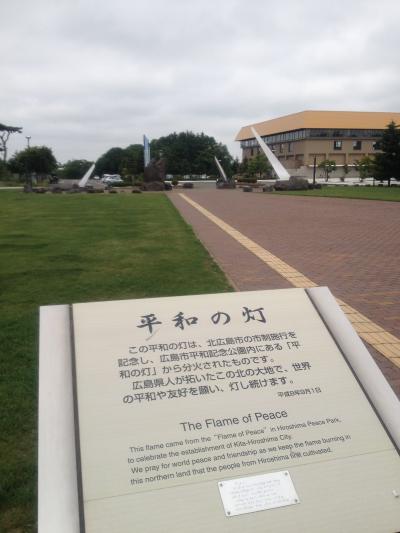 平和の灯
この平和の灯は、北広島市の市制施行を
記念し、広島市平和記念公園内にある「平
和の灯」から分火されたものです。
広島県人が拓いたこの北の大地で、世界
の平和や友好を願い、灯し続けます。
平成8年9月1日
The Flame of Peace
This flame came from the "Flame of Peace" in Hiroshima Peace Park,
to celebrate the establishment of Kita-Hiroshima City.
We pray for world peace and friendship as we keep the flame burning in
this northern land that the people from Hiroshima 県 cultivated.